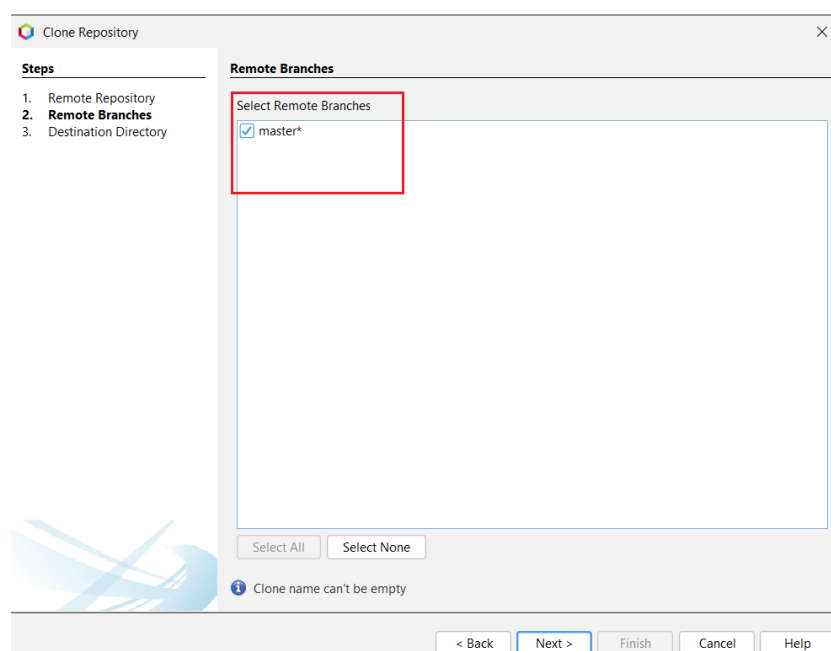 Clone Repository
Steps
1. Remote Repository
2. Remote Branches
3. Destination Directory
Remote Branches
Select Remote Branches
master*
Select All Select None
Clone name can't be empty
< Back Next > Finish Cancel Help